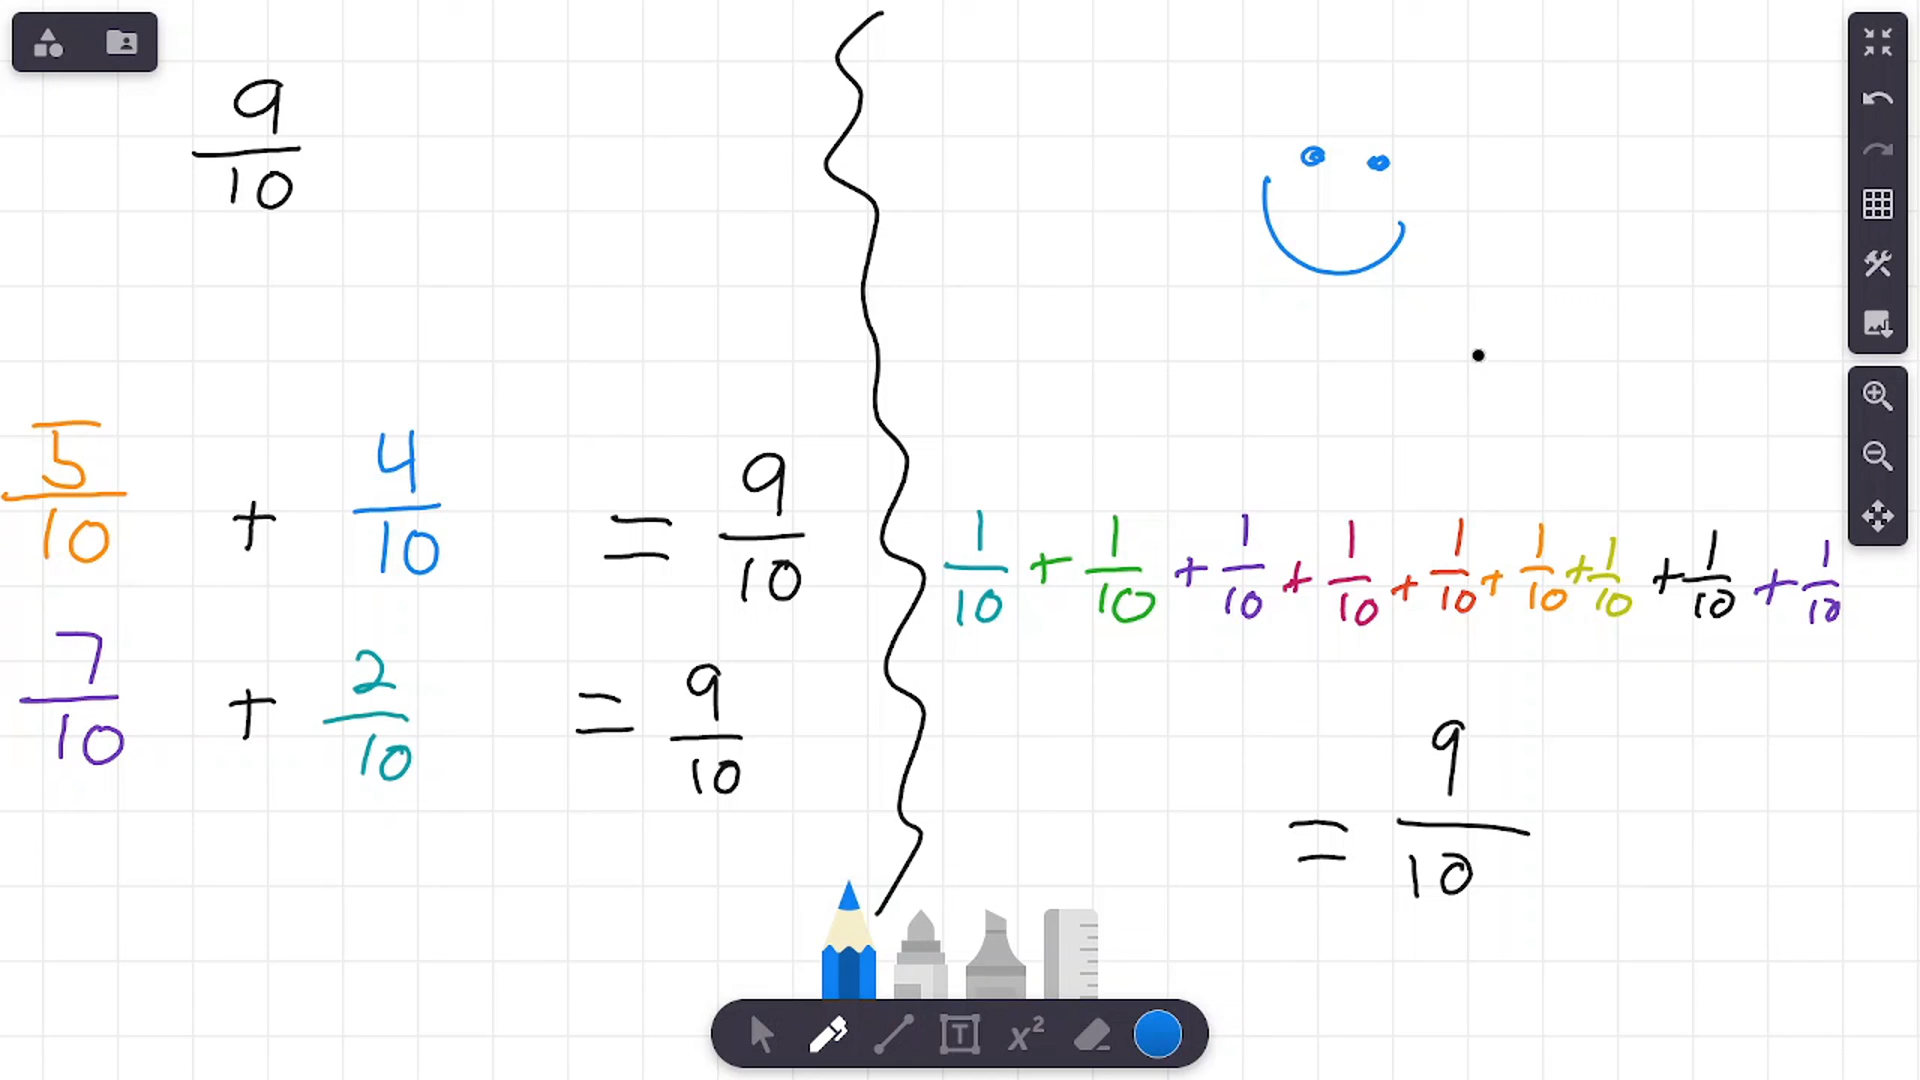 9/10
5/10 + 4/10 = 9/10
7/10 + 2/10 = 9/10
1/10 + 1/10 + 1/10 + 1/10 + 1/10 + 1/10 + 1/10 + 1/10 + 1/10
= 9/10
T x²